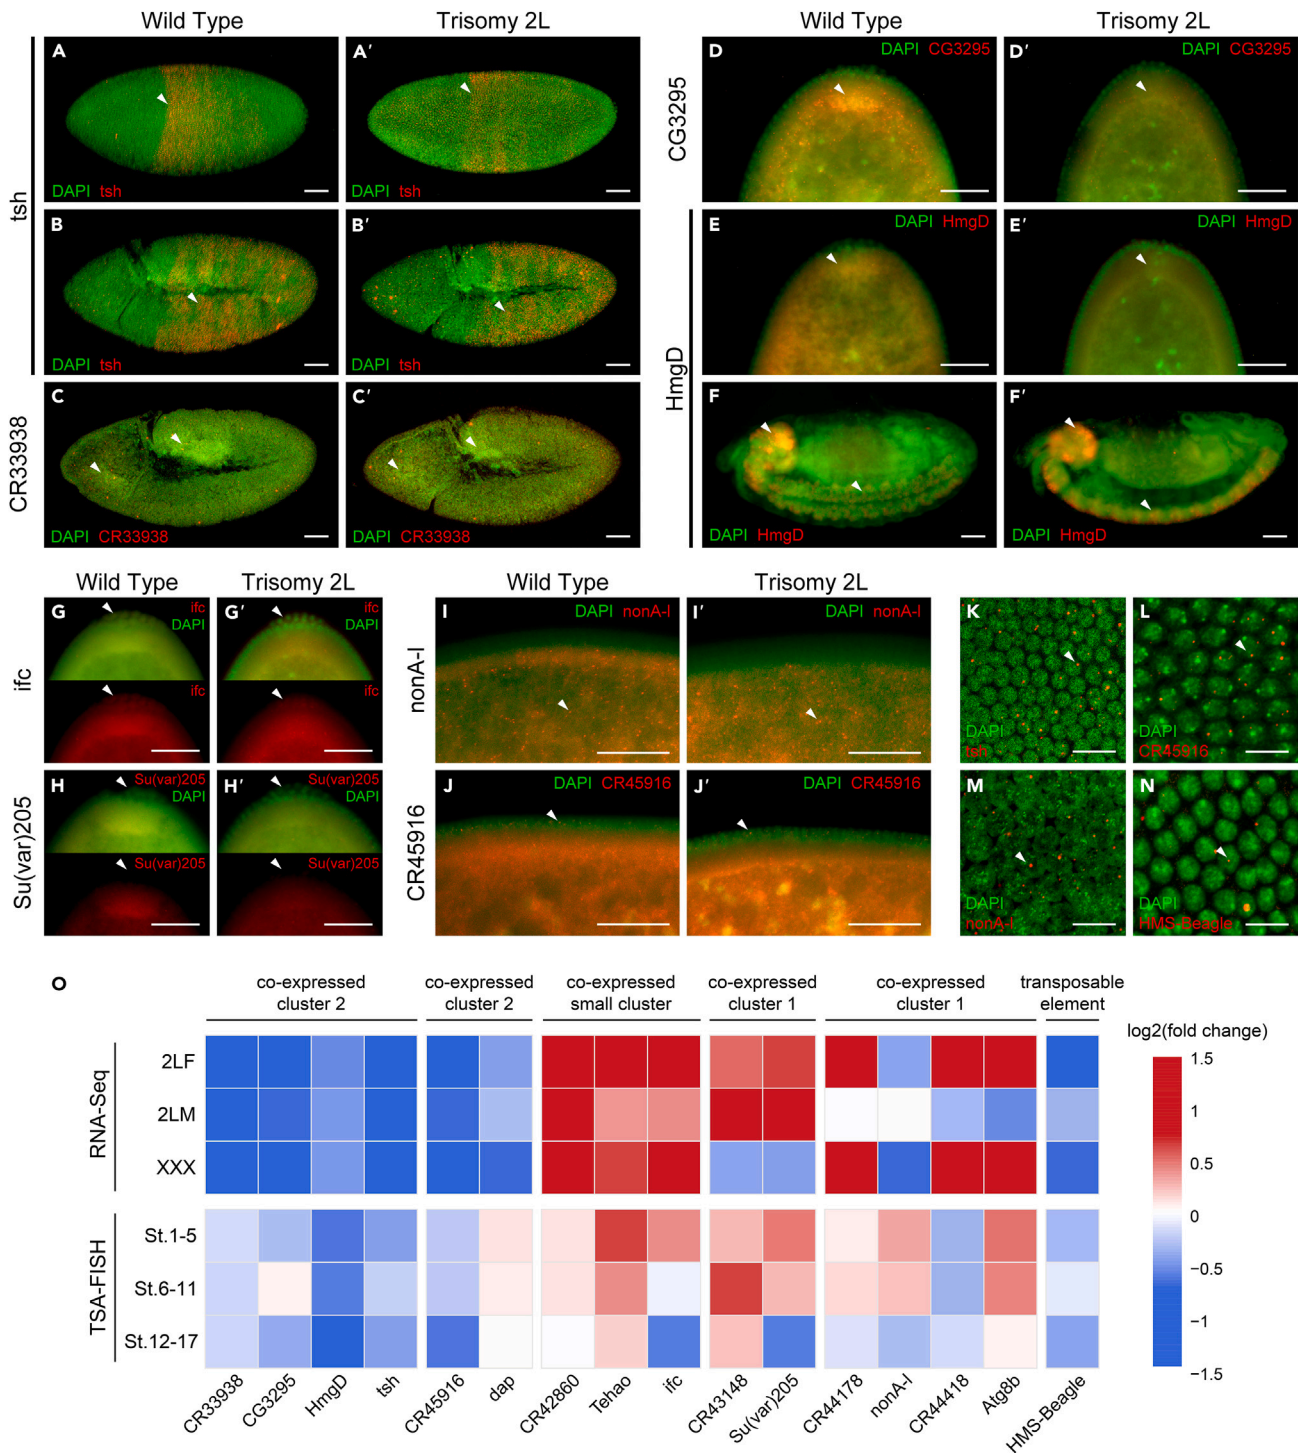 Wild Type
Trisomy 2L
Wild Type
Trisomy 2L
tsh
A
DAPI tsh
A′
DAPI tsh
B
DAPI tsh
B′
DAPI tsh
CR33938
C
DAPI CR33938
C′
DAPI CR33938
CG3295
D
DAPI CG3295
D′
DAPI CG3295
HmgD
E
DAPI HmgD
E′
DAPI HmgD
F
DAPI HmgD
F′
DAPI HmgD
Wild Type
Trisomy 2L
ifc
G
ifc
DAPI
ifc
G′
ifc
DAPI
ifc
Su(var)205
H
Su(var)205
DAPI
Su(var)205
H′
Su(var)205
DAPI
Su(var)205
Wild Type
Trisomy 2L
nonA-l
I
DAPI nonA-l
I′
DAPI nonA-l
CR45916
J
DAPI CR45916
J′
DAPI CR45916
K
DAPI
tsh
L
DAPI
CR45916
M
DAPI
nonA-l
N
DAPI
HMS-Beagle
O
co-expressed
cluster 2
co-expressed
cluster 2
co-expressed
small cluster
co-expressed
cluster 1
co-expressed
cluster 1
transposable
element
RNA-Seq
2LF
2LM
XXX
TSA-FISH
St.1-5
St.6-11
St.12-17
CR33938
CG3295
HmgD
tsh
CR45916
dap
CR42860
Tehao
ifc
CR43148
Su(var)205
CR44178
nonA-l
CR44418
Atg8b
HMS-Beagle
log2(fold change)
1.5
1
0.5
0
−0.5
−1
−1.5